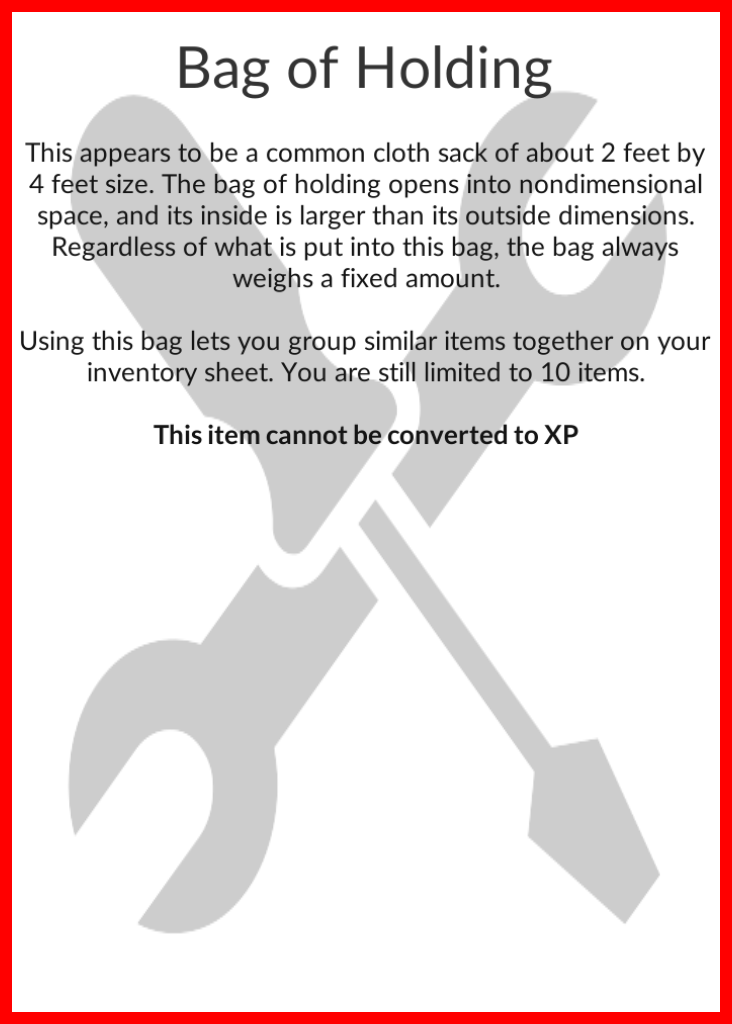 Bag of Holding
This appears to be a common cloth sack of about 2 feet by
4 feet size. The bag of holding opens into nondimensional
space, and its inside is larger than its outside dimensions.
Regardless of what is put into this bag, the bag always
weighs a fixed amount.
Using this bag lets you group similar items together on your
inventory sheet. You are still limited to 10 items.
This item cannot be converted to XP